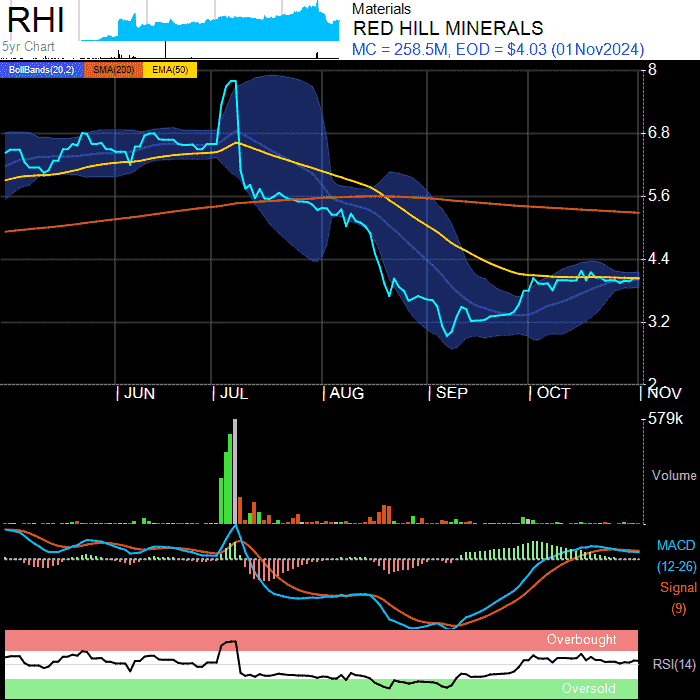 RHI
5yr Chart
Materials
RED HILL MINERALS
MC = 258.5M, EOD = $4.03 (01Nov2024)
BollBands(20,2) SMA(200) EMA(50)
8
6.8
5.6
4.4
3.2
2
JUN JUL AUG SEP OCT NOV
579k
Volume
MACD
(12-26)
Signal
(9)
Overbought
RSI(14)
Oversold